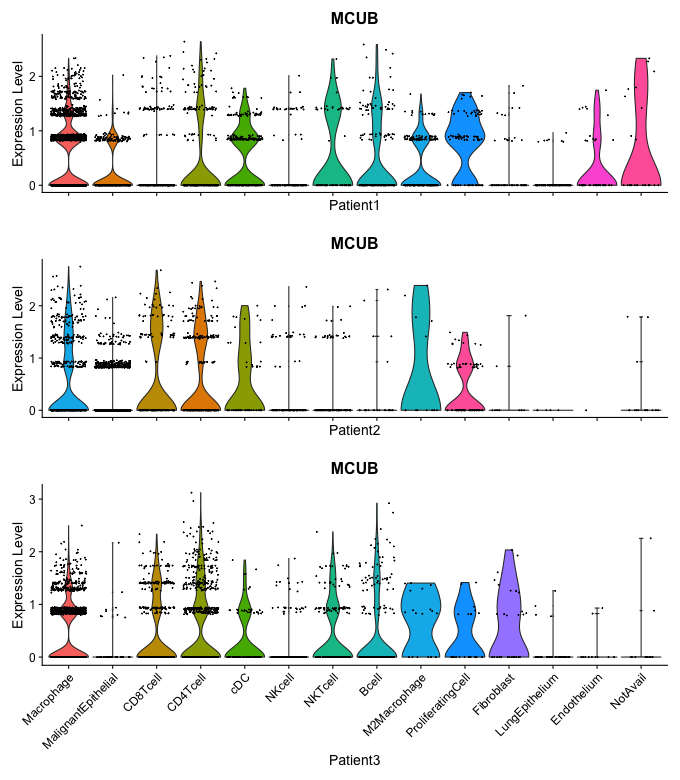 MCUB
Expression Level
2
1
0
Patient1
MCUB
Expression Level
2
1
0
Patient2
MCUB
Expression Level
3
2
1
0
Macrophage
MalignantEpithelial
CD8Tcell
CD4Tcell
cDC
NKcell
NKTcell
Bcell
M2Macrophage
ProliferatingCell
Fibroblast
LungEpithelium
Endothelium
NotAvail
Patient3